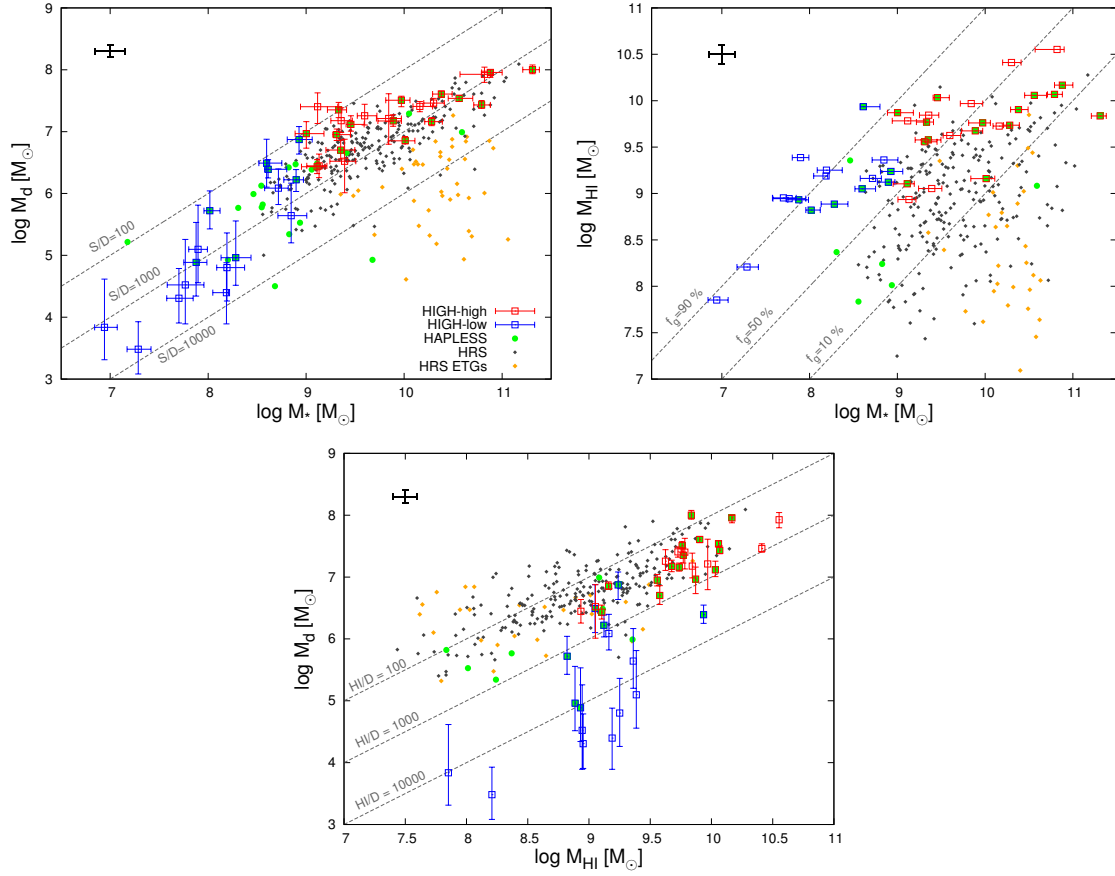 9
8
7
6
5
4
3
7 8 9 10 11
log M_d [M_☉]
log M_* [M_☉]
S/D=100
S/D=1000
S/D=10000
HIGH-high
HIGH-low
HAPLESS
HRS
HRS ETGs
11
10.5
10
9.5
9
8.5
8
7.5
7
7 8 9 10 11
log M_HI [M_☉]
log M_* [M_☉]
f_g=90 %
f_g=50 %
f_g=10 %
9
8
7
6
5
4
3
7 7.5 8 8.5 9 9.5 10 10.5 11
log M_d [M_☉]
log M_HI [M_☉]
HI/D = 100
HI/D = 1000
HI/D = 10000